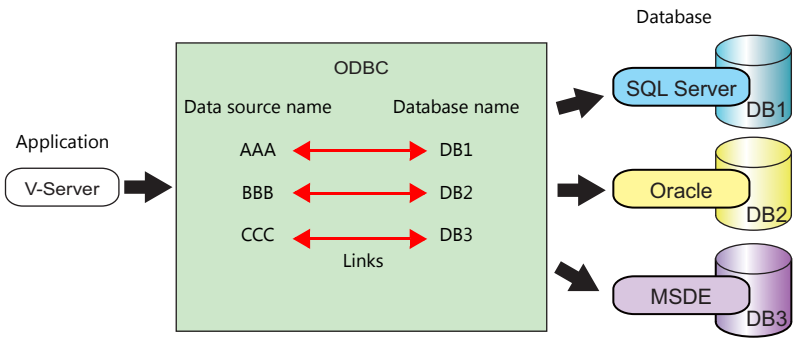 Database
ODBC
SQL Server
DB1
Data source name
Database name
Application
V-Server
AAA
DB1
BBB
DB2
CCC
DB3
Links
Oracle
DB2
MSDE
DB3